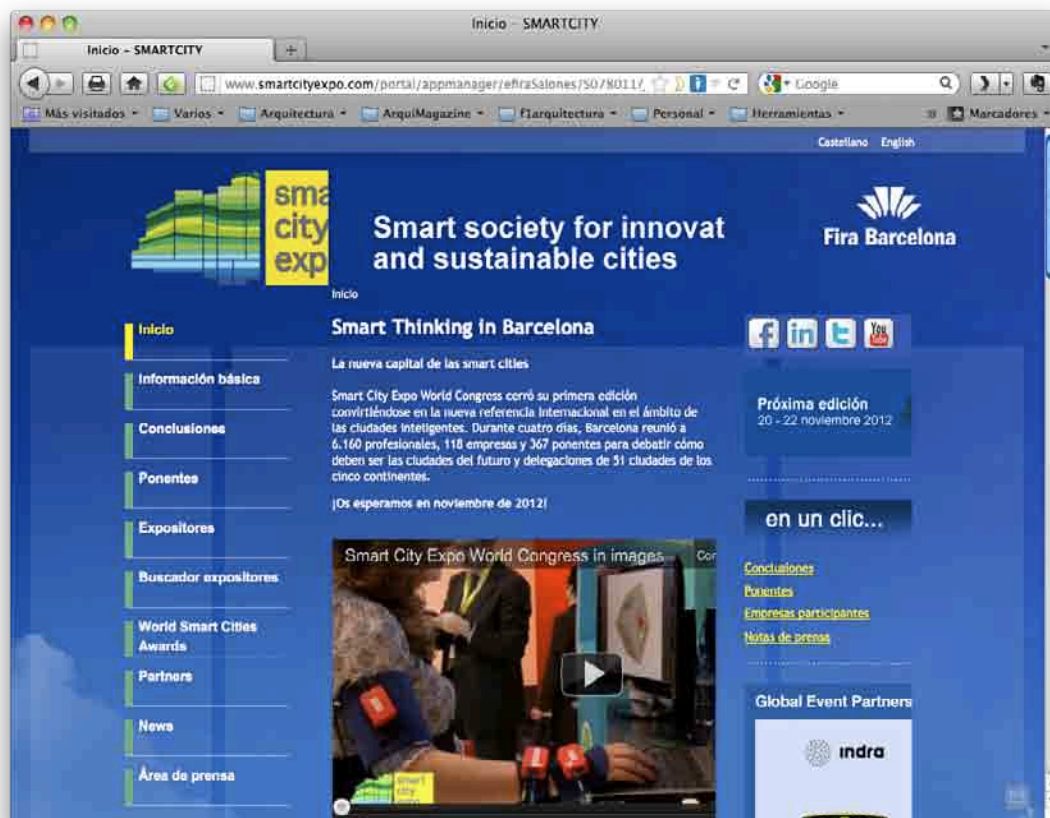 Inicio - SMARTCITY
Inicio - SMARTCITY
www.smartcityexpo.com/portal/appmanager/efiraSalones/S078011/
Google
Más visitados
Varios
Arquitectura
ArquiMagazine
f1arquitectura
Personal
Herramientas
Marcadores
Castellano English
sma
city
exp
Smart society for innovat
and sustainable cities
Fira Barcelona
Inicio
Inicio
Información básica
Conclusiones
Ponentes
Expositores
Buscador expositores
World Smart Cities
Awards
Partners
News
Área de prensa
Smart Thinking in Barcelona
La nueva capital de las smart cities
Smart City Expo World Congress cerró su primera edición
convirtiéndose en la nueva referencia internacional en el ámbito de
las ciudades inteligentes. Durante cuatro días, Barcelona reunió a
6.160 profesionales, 118 empresas y 367 ponentes para debatir cómo
deben ser las ciudades del futuro y delegaciones de 51 ciudades de los
cinco continentes.
¡Os esperamos en noviembre de 2012!
Smart City Expo World Congress in images
Cor
smart
city
expo
f in t You Tube
Próxima edición
20 - 22 noviembre 2012
en un clic...
Conclusiones
Ponentes
Empresas participantes
Notas de prensa
Global Event Partners
indra